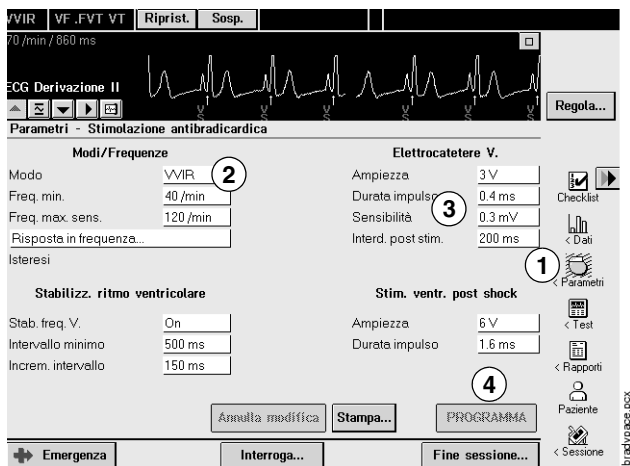 VVIR VF .FVT VT Riprist. Sosp.
70 /min / 860 ms
ECG Derivazione II
Regola...
Parametri - Stimolazione antibradicardica
Modi/Frequenze
Modo VVIR
Freq. min. 40 /min
Freq. max. sens. 120 /min
Risposta in frequenza...
Isteresi
2
Elettrocatetere V.
Ampiezza 3 V
Durata impulso 0.4 ms
Sensibilità 0.3 mV
Interd. post stim. 200 ms
3
Stabilizz. ritmo ventricolare
Stab. freq. V. On
Intervallo minimo 500 ms
Increm. intervallo 150 ms
Stim. ventr. post shock
Ampiezza 6 V
Durata impulso 1.6 ms
4
Annulla modifica Stampa... PROGRAMMA
Emergenza Interroga... Fine sessione...
Checklist
< Dati
1
< Parametri
< Test
< Rapporti
Paziente
< Sessione
bradypace.pcx